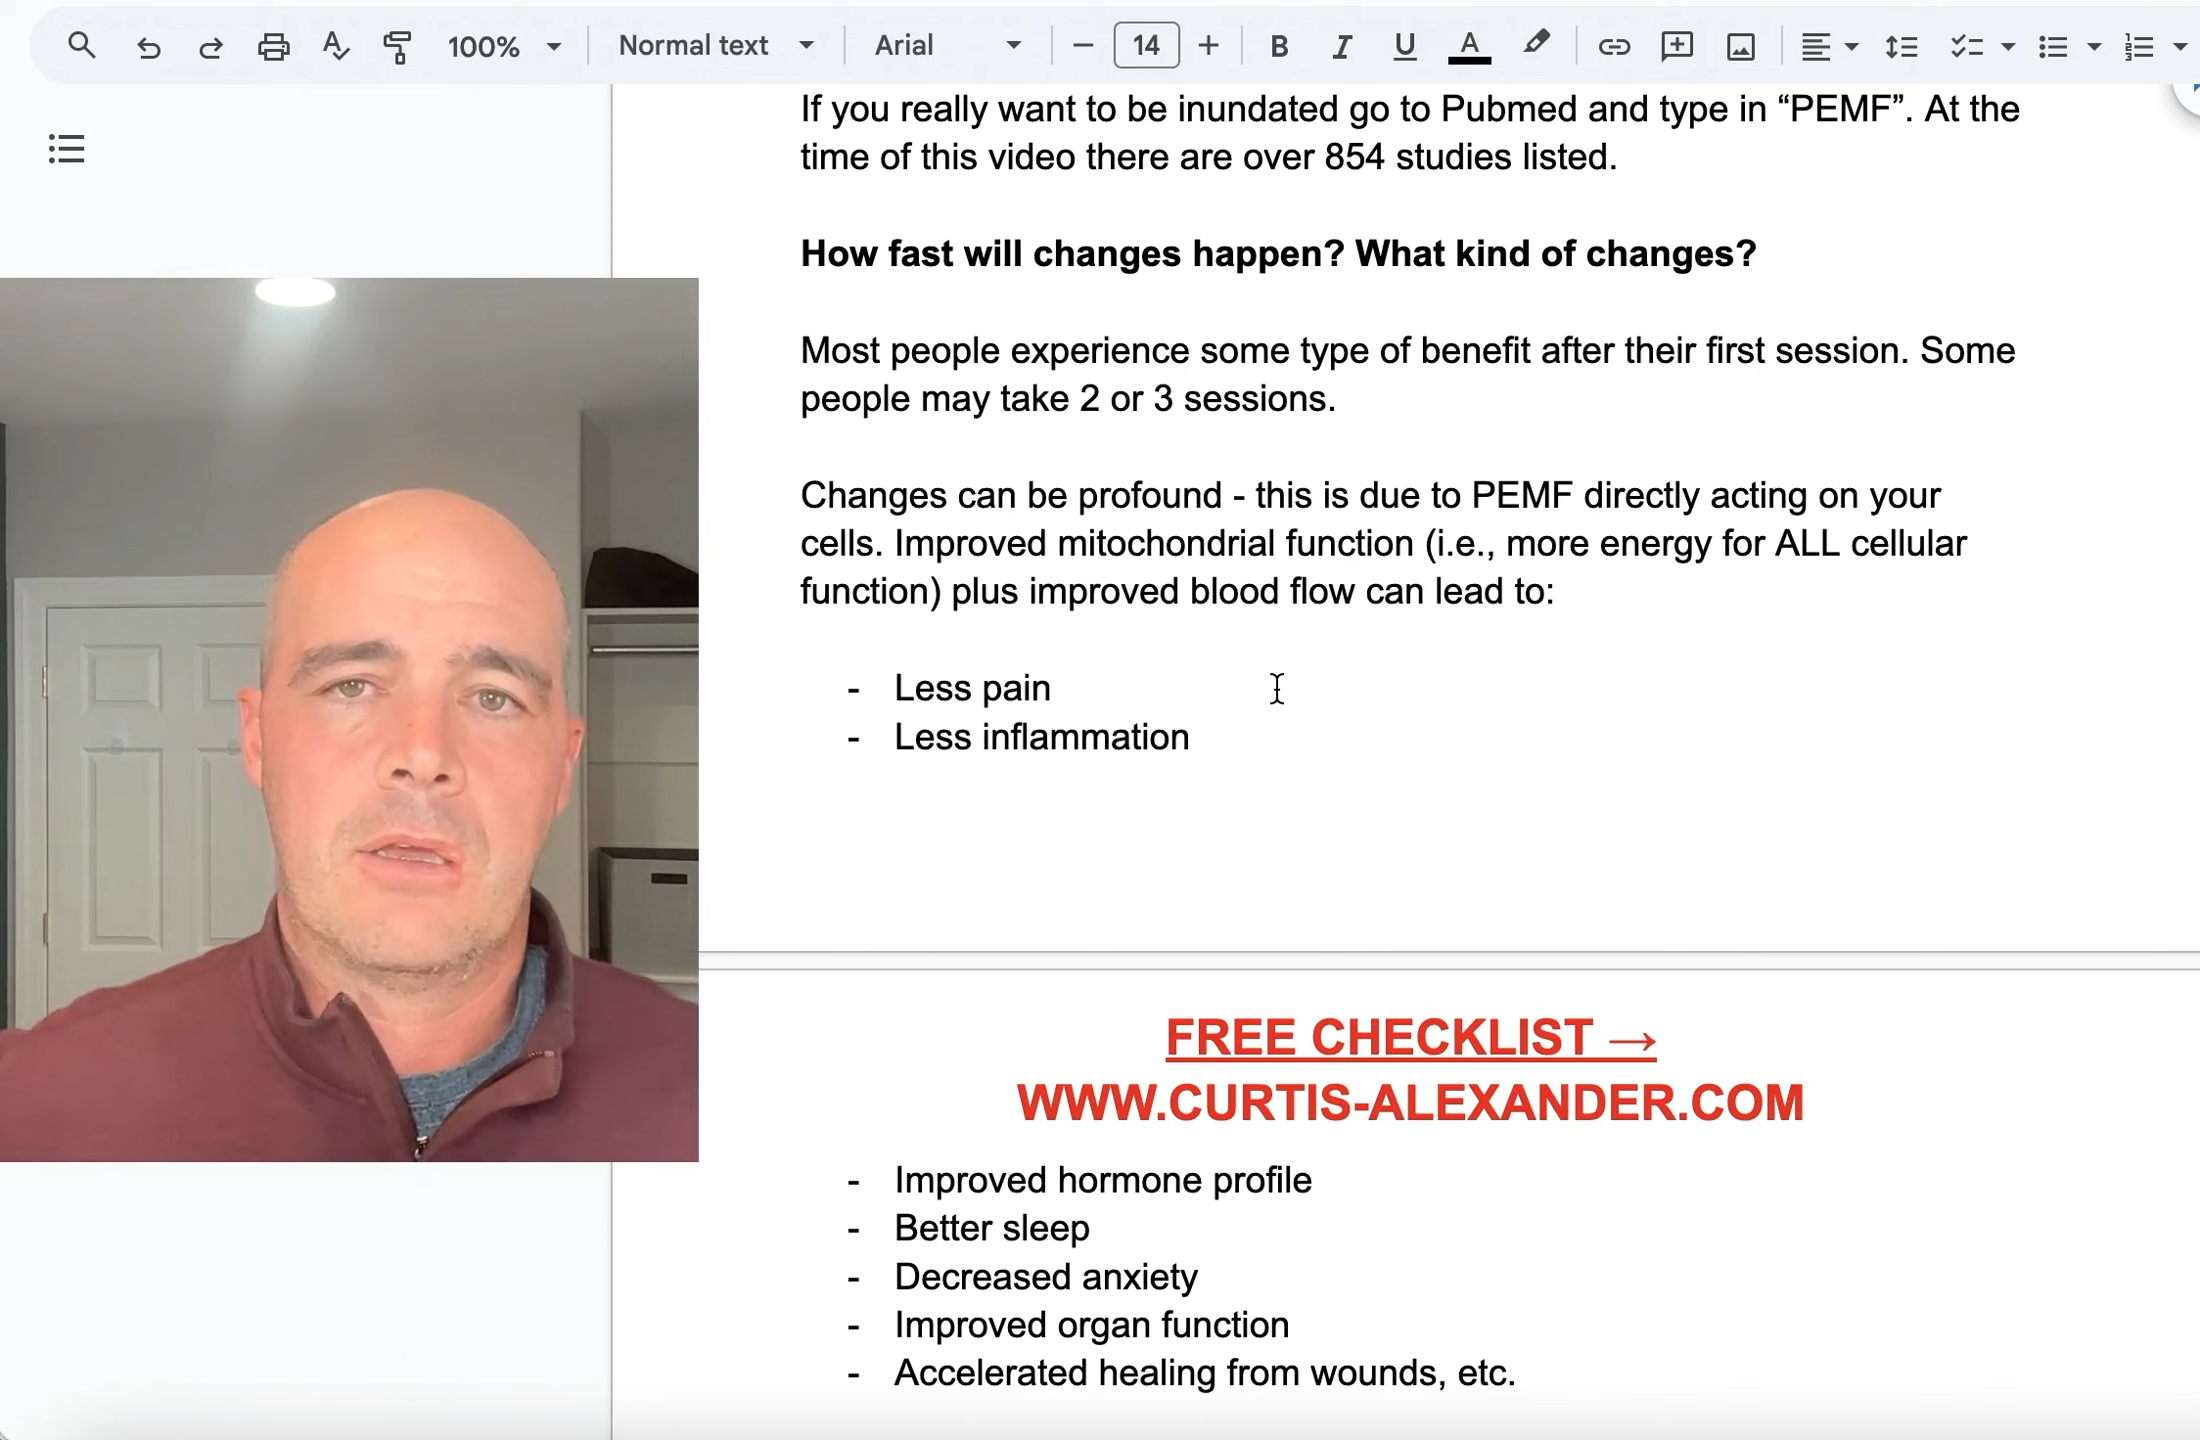 100%
Normal text
Arial
14
B
I
U
A
If you really want to be inundated go to Pubmed and type in “PEMF”. At the
time of this video there are over 854 studies listed.
How fast will changes happen? What kind of changes?
Most people experience some type of benefit after their first session. Some
people may take 2 or 3 sessions.
Changes can be profound - this is due to PEMF directly acting on your
cells. Improved mitochondrial function (i.e., more energy for ALL cellular
function) plus improved blood flow can lead to:
- Less pain
- Less inflammation
FREE CHECKLIST →
WWW.CURTIS-ALEXANDER.COM
- Improved hormone profile
- Better sleep
- Decreased anxiety
- Improved organ function
- Accelerated healing from wounds, etc.